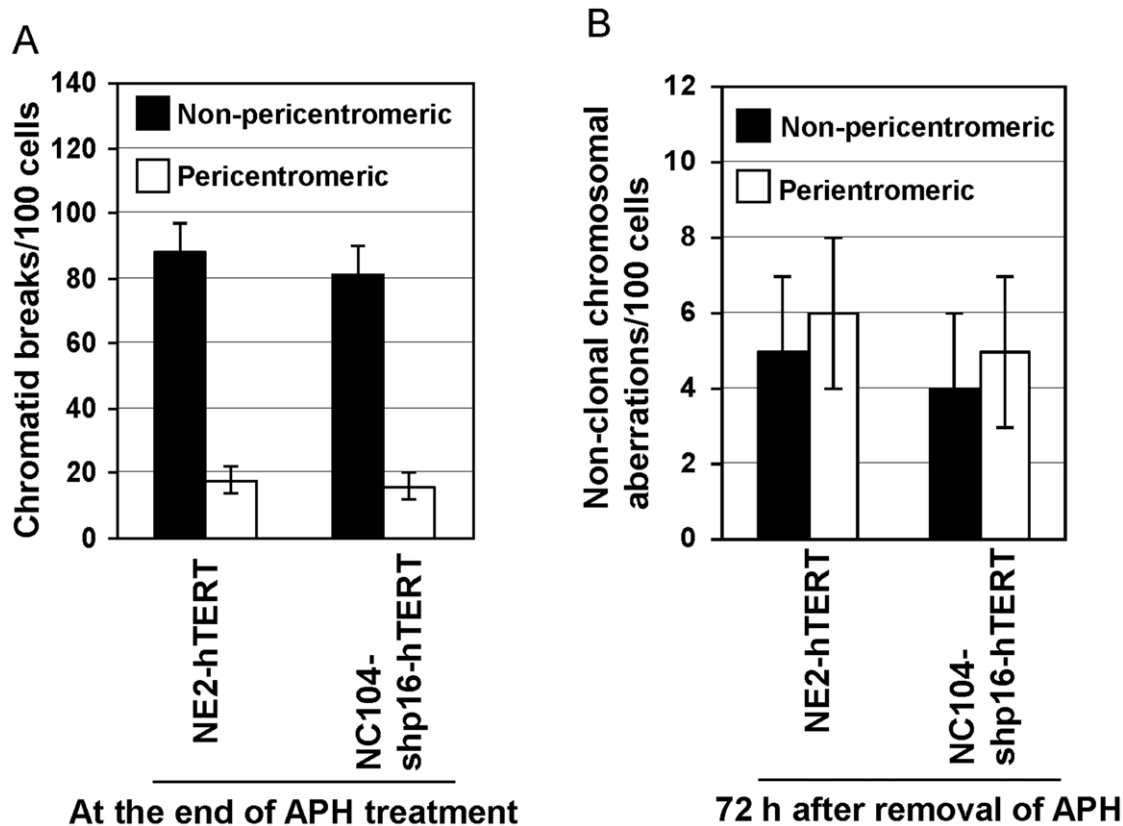 A
Chromatid breaks/100 cells
140
120
100
80
60
40
20
0
Non-pericentromeric
Pericentromeric
NE2-hTERT
NC104-
shp16-hTERT
At the end of APH treatment
B
Non-clonal chromosomal
aberrations/100 cells
12
10
8
6
4
2
0
Non-pericentromeric
Perientromeric
NE2-hTERT
NC104-
shp16-hTERT
72 h after removal of APH